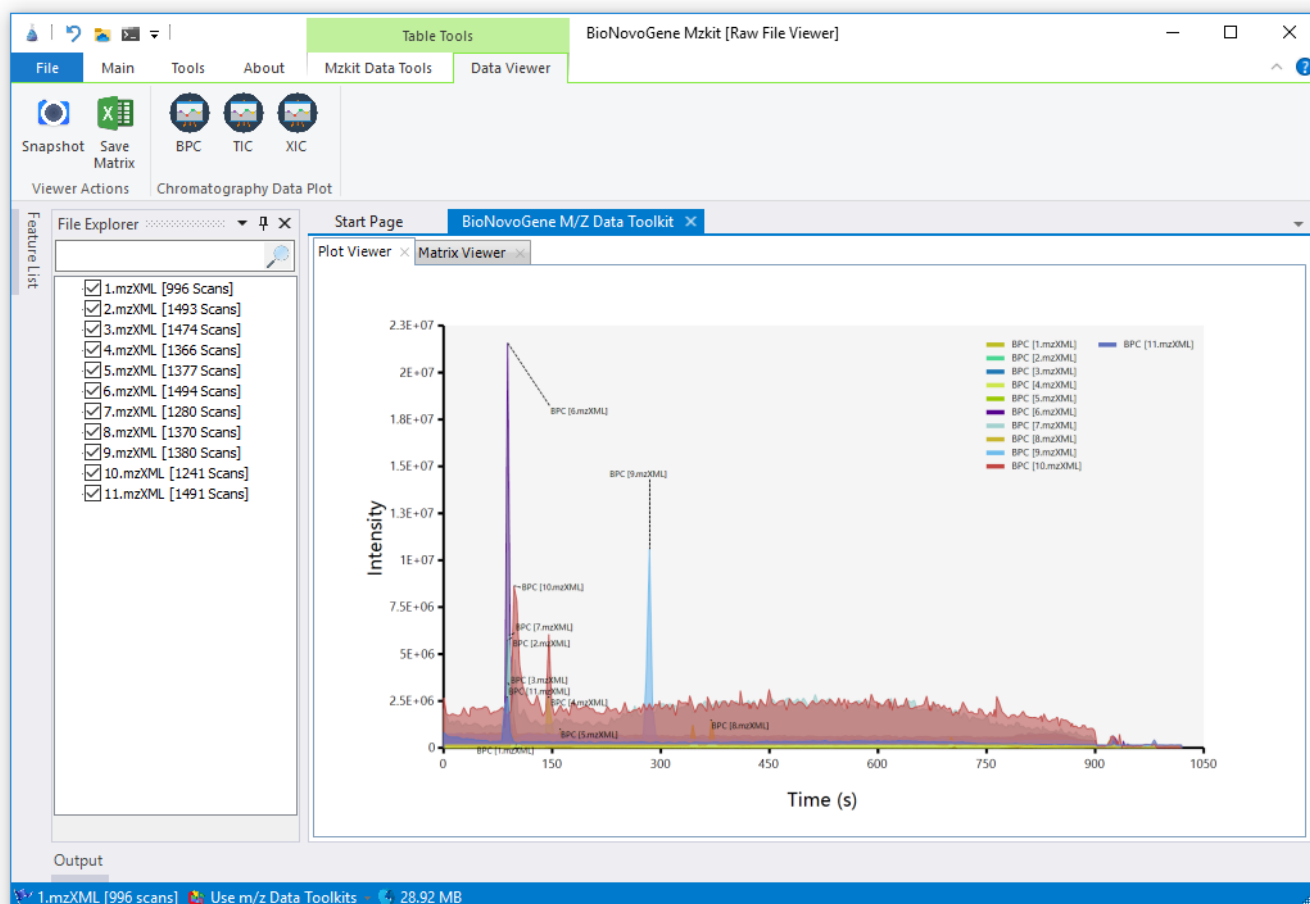 Table Tools
BioNovoGene Mzkit [Raw File Viewer]
File Main Tools About Mzkit Data Tools Data Viewer
Snapshot Save Matrix BPC TIC XIC
Viewer Actions Chromatography Data Plot
Feature List
File Explorer
Start Page BioNovoGene M/Z Data Toolkit
Plot Viewer Matrix Viewer
1.mzXML [996 Scans]
2.mzXML [1493 Scans]
3.mzXML [1474 Scans]
4.mzXML [1366 Scans]
5.mzXML [1377 Scans]
6.mzXML [1494 Scans]
7.mzXML [1280 Scans]
8.mzXML [1370 Scans]
9.mzXML [1380 Scans]
10.mzXML [1241 Scans]
11.mzXML [1491 Scans]
Intensity
2.3E+07
2E+07
1.8E+07
1.5E+07
1.3E+07
1E+07
7.5E+06
5E+06
2.5E+06
0
BPC [1.mzXML] BPC [11.mzXML]
BPC [2.mzXML]
BPC [3.mzXML]
BPC [4.mzXML]
BPC [5.mzXML]
BPC [6.mzXML]
BPC [7.mzXML]
BPC [8.mzXML]
BPC [9.mzXML]
BPC [10.mzXML]
BPC [6.mzXML]
BPC [9.mzXML]
BPC [10.mzXML]
BPC [7.mzXML]
BPC [2.mzXML]
BPC [3.mzXML]
BPC [11.mzXML]
BPC [4.mzXML]
BPC [8.mzXML]
BPC [5.mzXML]
BPC [1.mzXML]
0 150 300 450 600 750 900 1050
Time (s)
Output
1.mzXML [996 scans] Use m/z Data Toolkits 28.92 MB